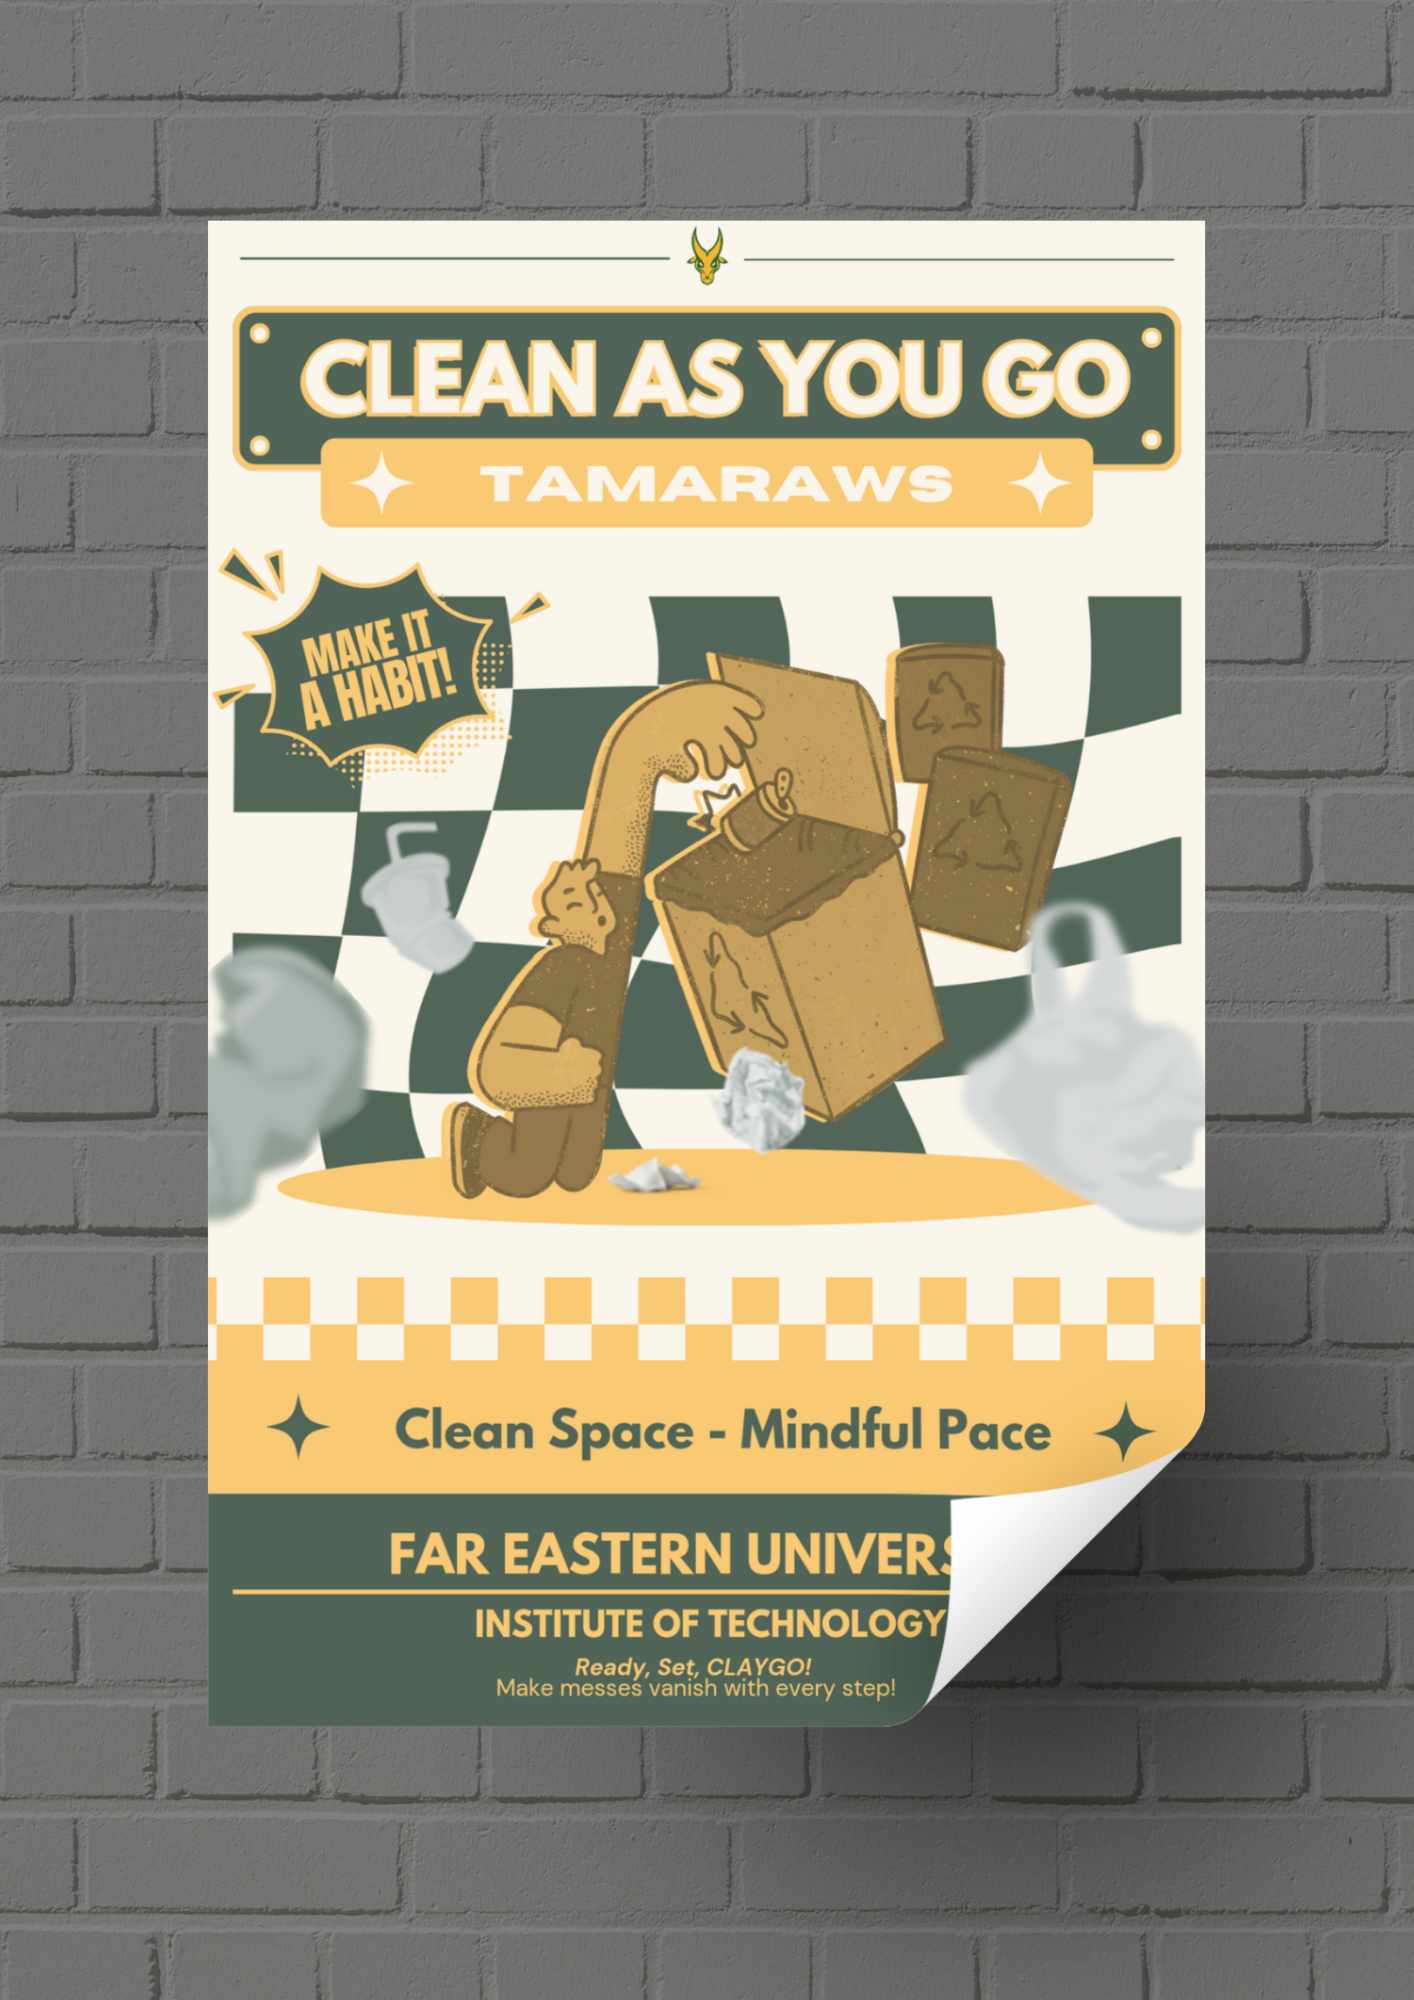 CLEAN AS YOU GO
TAMARAWS
MAKE IT
A HABIT!
Clean Space - Mindful Pace
FAR EASTERN
INSTITUTE OF TECHNOLOGY
Ready, Set, CLAYGO!
Make messes vanish with every step!